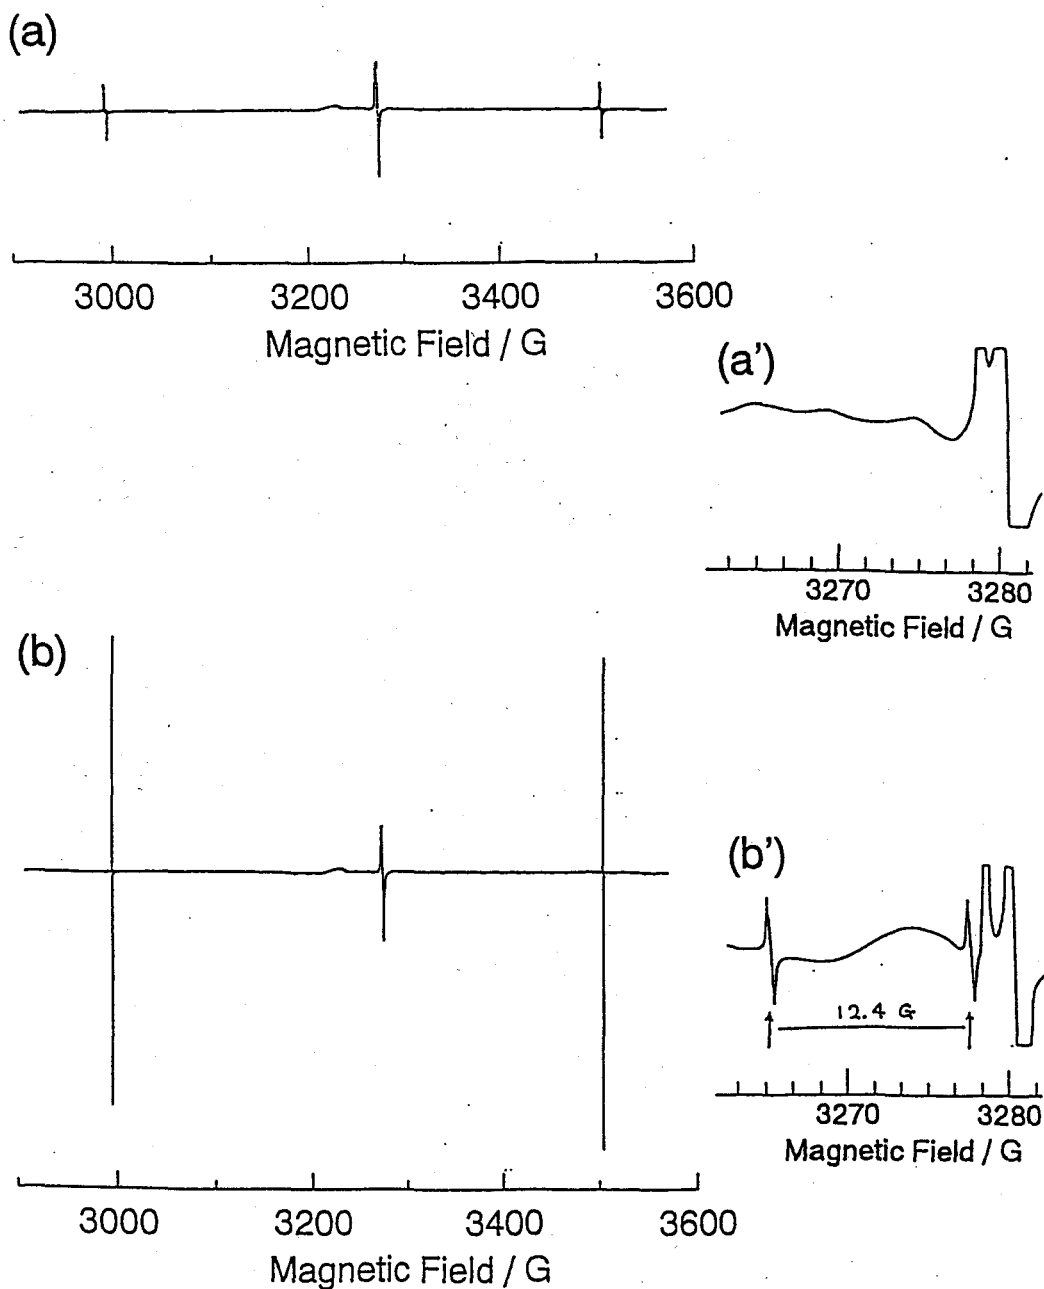 (a)
3000 3200 3400 3600
Magnetic Field / G
(a')
3270 3280
Magnetic Field / G
(b)
3000 3200 3400 3600
Magnetic Field / G
(b')
12.4 G
3270 3280
Magnetic Field / G